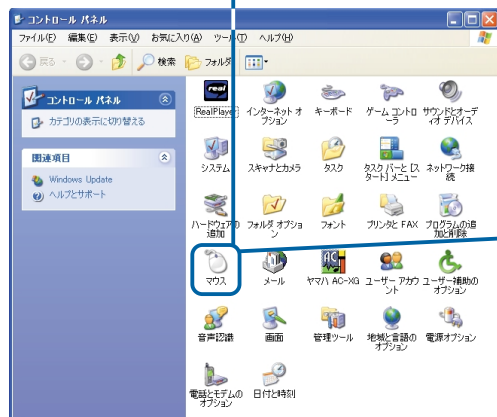 コントロール パネル
ファイル(F) 編集(E) 表示(V) お気に入り(A) ツール(T) ヘルプ(H)
戻る 検索 フォルダ
コントロール パネル
カテゴリの表示に切り替える
関連項目
Windows Update
ヘルプとサポート
real
RealPlayer
インターネット オ
プション
キーボード
ゲーム コントロ
ーラ
サウンドとオーデ
ィオ デバイス
システム
スキャナとカメラ
タスク
タスク バーと [ス
タート] メニュー
ネットワーク接
続
ハードウェアの
追加
フォルダ オプショ
ン
フォント
プリンタと FAX
プログラムの追
加と削除
マウス
メール
AC
ヤマハ AC-XG
ユーザー アカウ
ント
ユーザー補助の
オプション
音声認識
画面
管理ツール
地域と言語の
オプション
電源オプション
電話とモデムの
オプション
日付と時刻